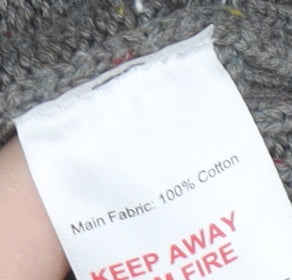 Main Fabric: 100% Cotton
KEEP AWAY
FIRE